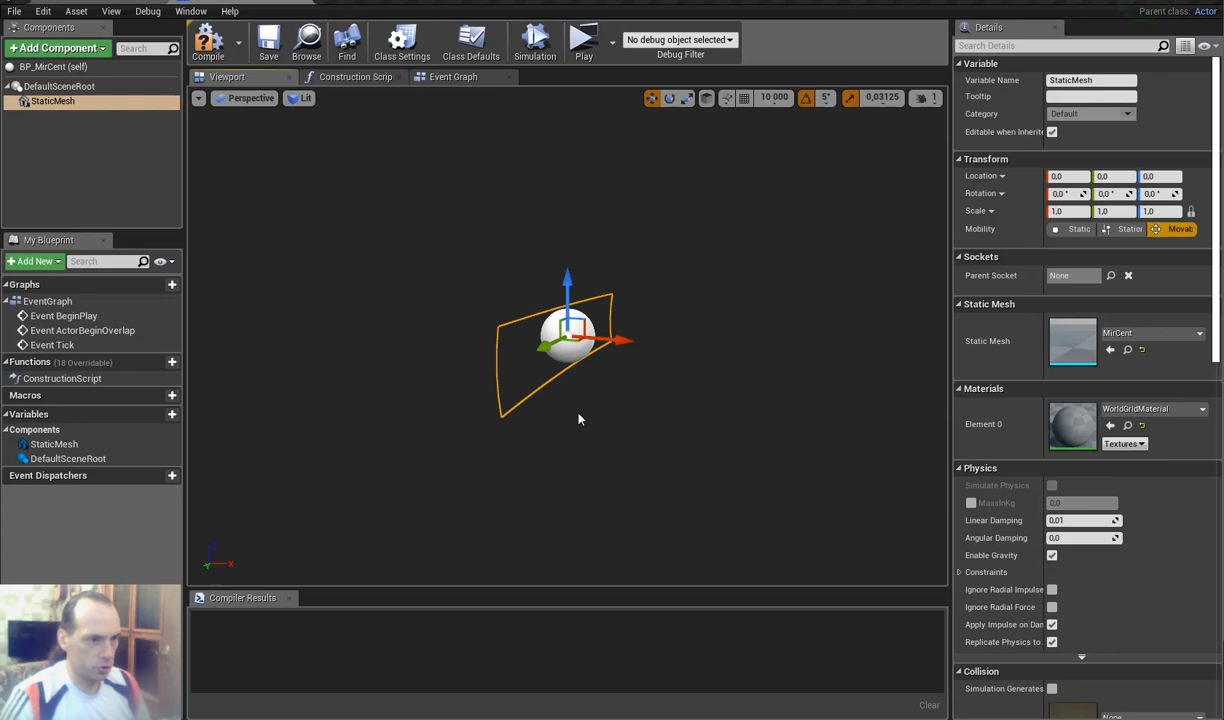 File Edit Asset View Debug Window Help Parent class: Actor
Components
Add Component Search
BP_MirCent (self)
DefaultSceneRoot
StaticMesh
My Blueprint
Add New Search
Graphs
EventGraph
Event BeginPlay
Event ActorBeginOverlap
Event Tick
Functions (18 Overridable)
ConstructionScript
Macros
Variables
Components
StaticMesh
DefaultSceneRoot
Event Dispatchers
Compile Save Browse Find Class Settings Class Defaults Simulation Play
No debug object selected
Debug Filter
Viewport Construction Scrip Event Graph
Perspective Lit 10 000 5° 0,03125 1
Z
X
Y
Compiler Results
Clear
Details
Search Details
Variable
Variable Name StaticMesh
Tooltip
Category Default
Editable when Inherite
Transform
Location 0,0 0,0 0,0
Rotation 0,0 ° 0,0 ° 0,0 °
Scale 1,0 1,0 1,0
Mobility Static Station Movab
Sockets
Parent Socket None
Static Mesh
Static Mesh MirCent
Materials
Element 0 WorldGridMaterial
Textures
Physics
Simulate Physics
MassInKg 0,0
Linear Damping 0,01
Angular Damping 0,0
Enable Gravity
Constraints
Ignore Radial Impulse
Ignore Radial Force
Apply Impulse on Dan
Replicate Physics to
Collision
Simulation Generates
None